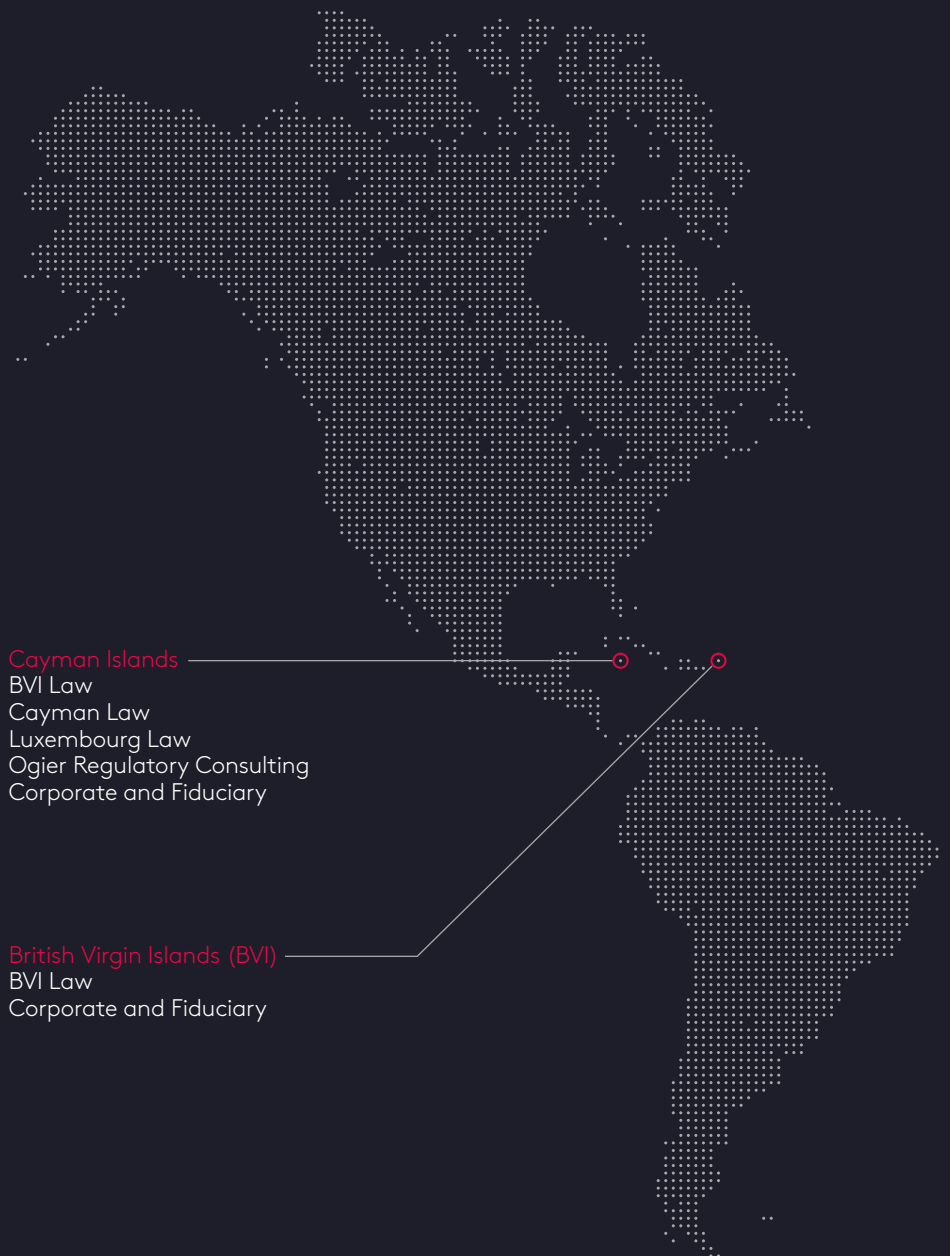 Cayman Islands
BVI Law
Cayman Law
Luxembourg Law
Ogier Regulatory Consulting
Corporate and Fiduciary
British Virgin Islands (BVI)
BVI Law
Corporate and Fiduciary